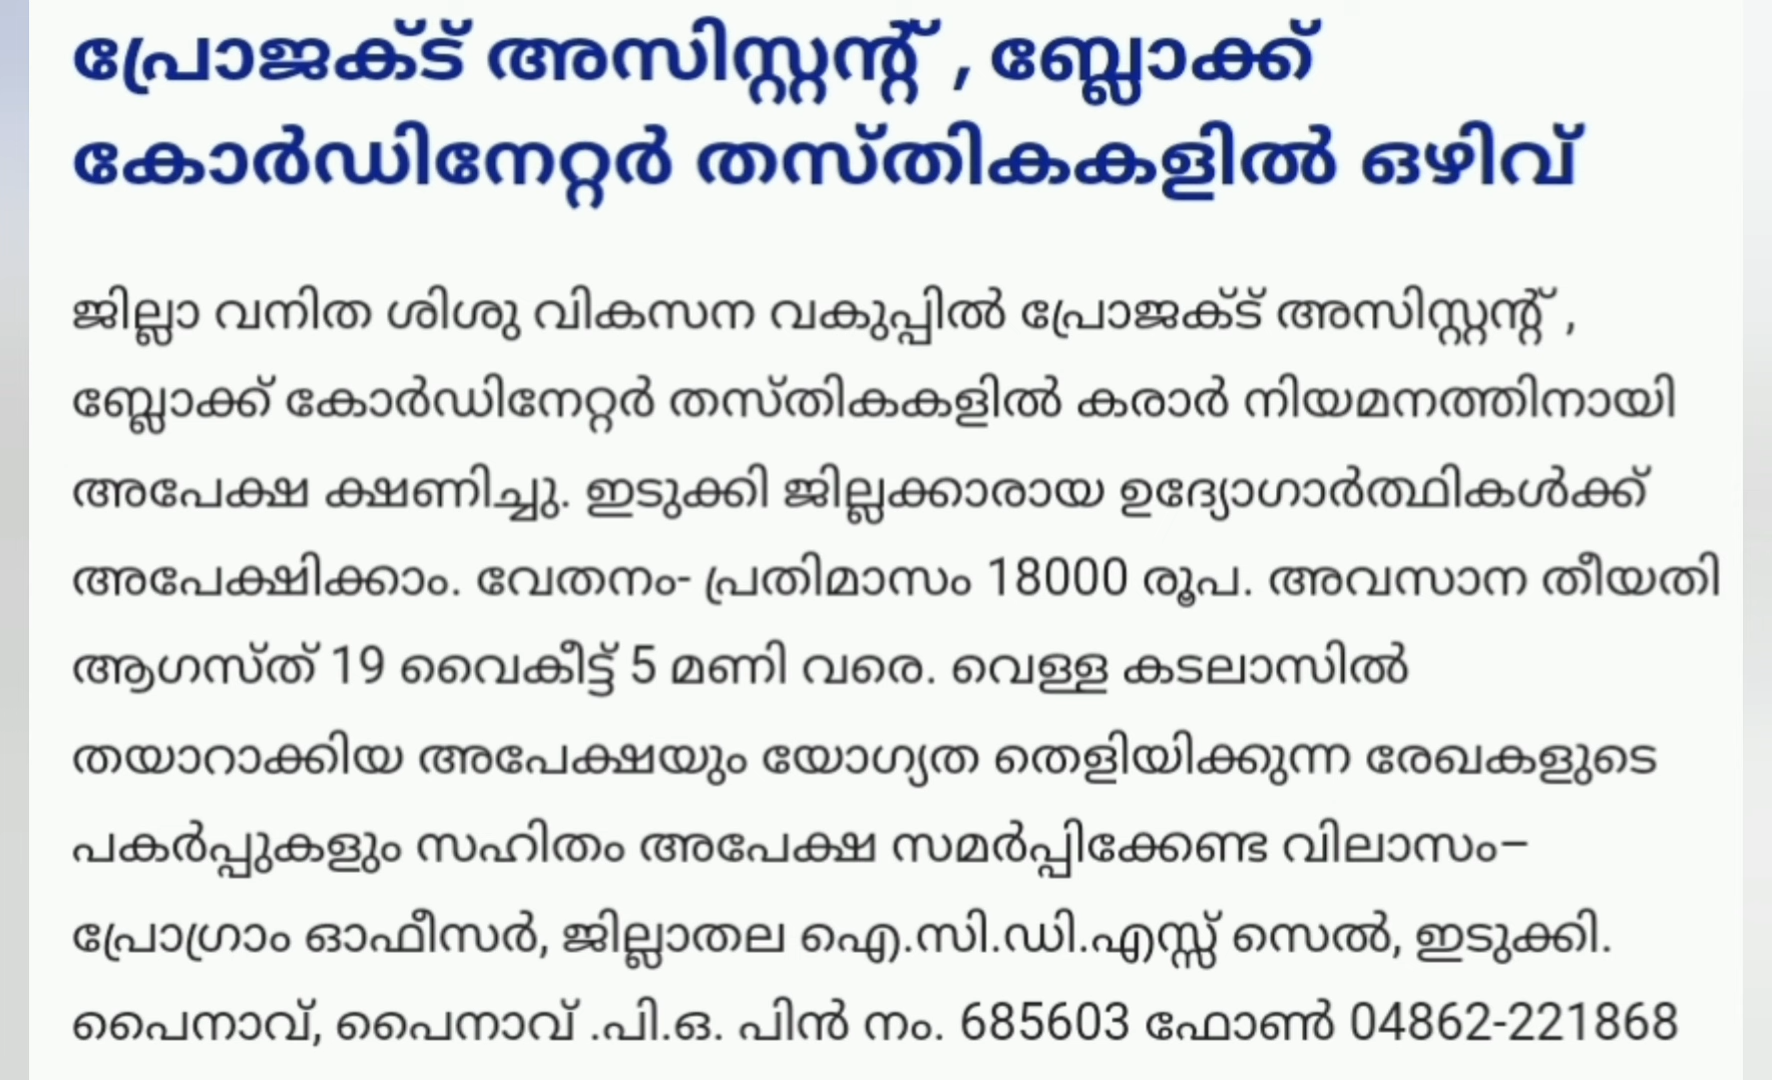 പ്രോജക്ട് അസിസ്റ്റന്റ് , ബ്ലോക്ക്
കോർഡിനേറ്റർ തസ്തികകളിൽ ഒഴിവ്
ജില്ലാ വനിത ശിശു വികസന വകുപ്പിൽ പ്രോജക്ട് അസിസ്റ്റന്റ് ,
ബ്ലോക്ക് കോർഡിനേറ്റർ തസ്തികകളിൽ കരാർ നിയമനത്തിനായി
അപേക്ഷ ക്ഷണിച്ചു. ഇടുക്കി ജില്ലക്കാരായ ഉദ്യോഗാർത്ഥികൾക്ക്
അപേക്ഷിക്കാം. വേതനം- പ്രതിമാസം 18000 രൂപ. അവസാന തീയതി
ആഗസ്ത് 19 വൈകീട്ട് 5 മണി വരെ. വെള്ള കടലാസിൽ
തയാറാക്കിയ അപേക്ഷയും യോഗ്യത തെളിയിക്കുന്ന രേഖകളുടെ
പകർപ്പുകളും സഹിതം അപേക്ഷ സമർപ്പിക്കേണ്ട വിലാസം–
പ്രോഗ്രാം ഓഫീസർ, ജില്ലാതല ഐ.സി.ഡി.എസ്സ് സെൽ, ഇടുക്കി.
പൈനാവ്, പൈനാവ് .പി.ഒ. പിൻ നം. 685603 ഫോൺ 04862-221868